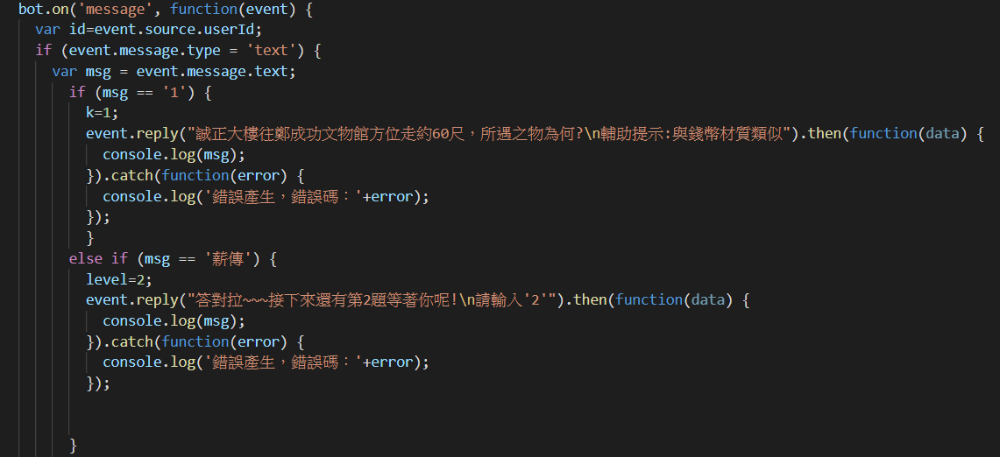 bot.on('message', function(event) {
var id=event.source.userId;
if (event.message.type = 'text') {
var msg = event.message.text;
if (msg == '1') {
k=1;
event.reply("誠正大樓往鄭成功文物館方位走約60尺，所遇之物為何?\n輔助提示:與錢幣材質類似").then(function(data) {
console.log(msg);
}).catch(function(error) {
console.log('錯誤產生，錯誤碼：'+error);
});
}
else if (msg == '薪傳') {
level=2;
event.reply("答對拉~~~接下來還有第2題等著你呢!\n請輸入'2'").then(function(data) {
console.log(msg);
}).catch(function(error) {
console.log('錯誤產生，錯誤碼：'+error);
});
}